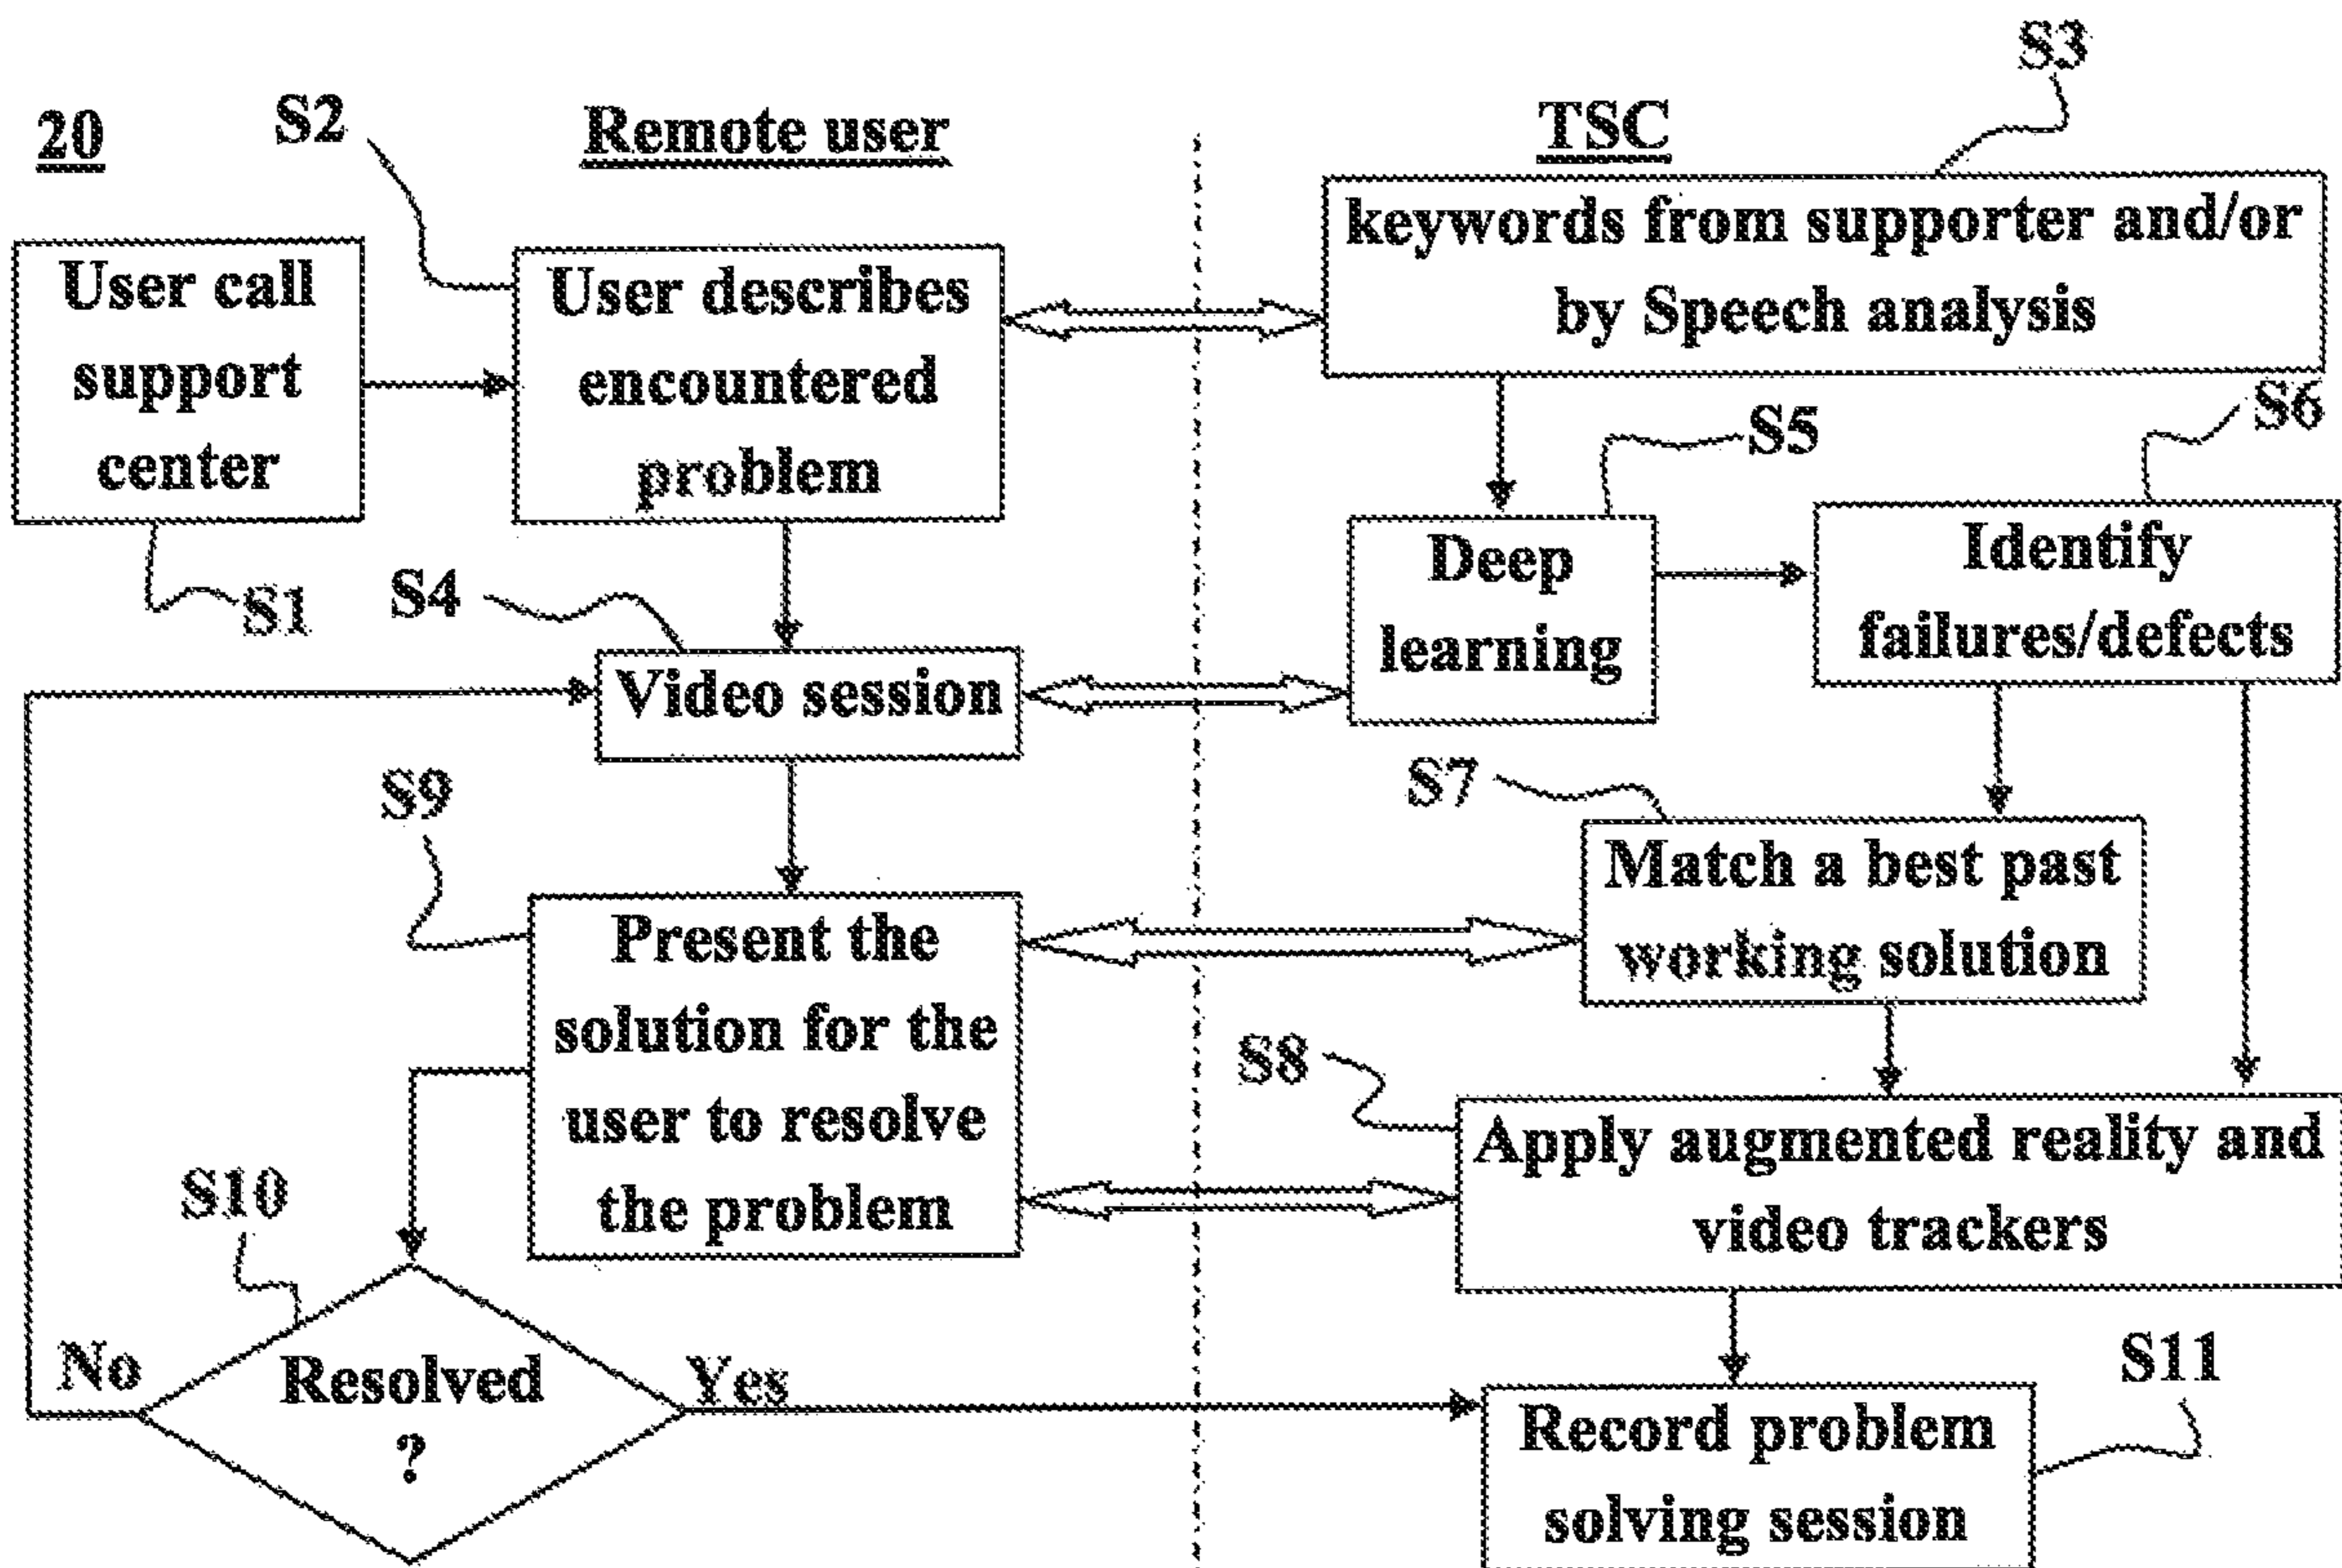 20
S2
Remote user
TSC
S3
User call
support
center
S1
User describes
encountered
problem
keywords from supporter and/or
by Speech analysis
S4
Video session
S5
Deep
learning
S6
Identify
failures/defects
S7
Match a best past
working solution
S9
Present the
solution for the
user to resolve
the problem
S8
Apply augmented reality and
video trackers
S10
No
Resolved
?
Yes
S11
Record problem
solving session